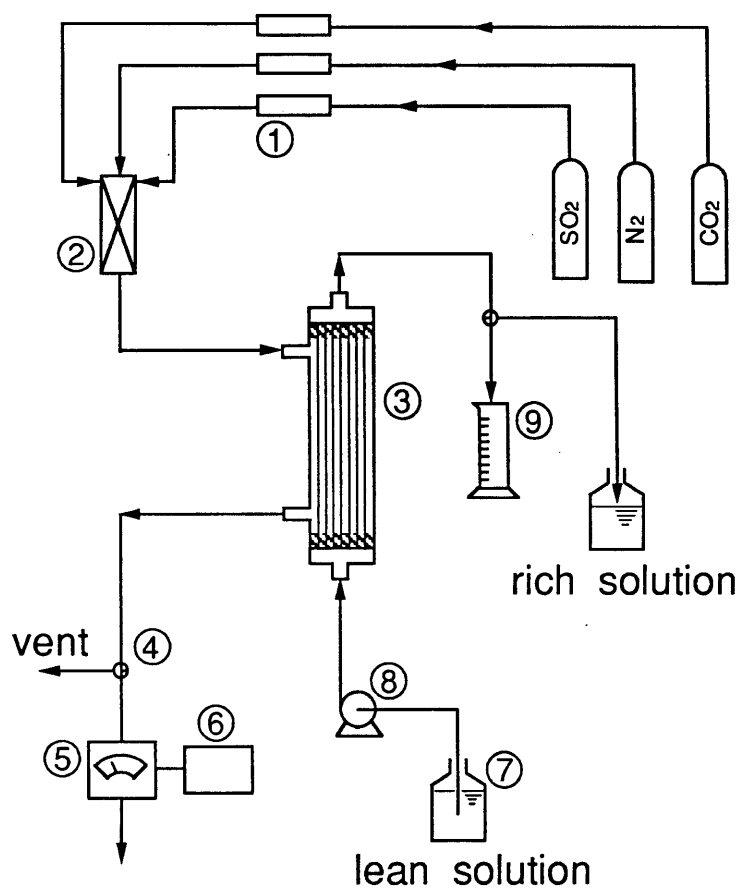 ①
SO2
N2
CO2
②
③
⑨
rich solution
vent
④
⑧
⑥
⑤
⑦
lean solution